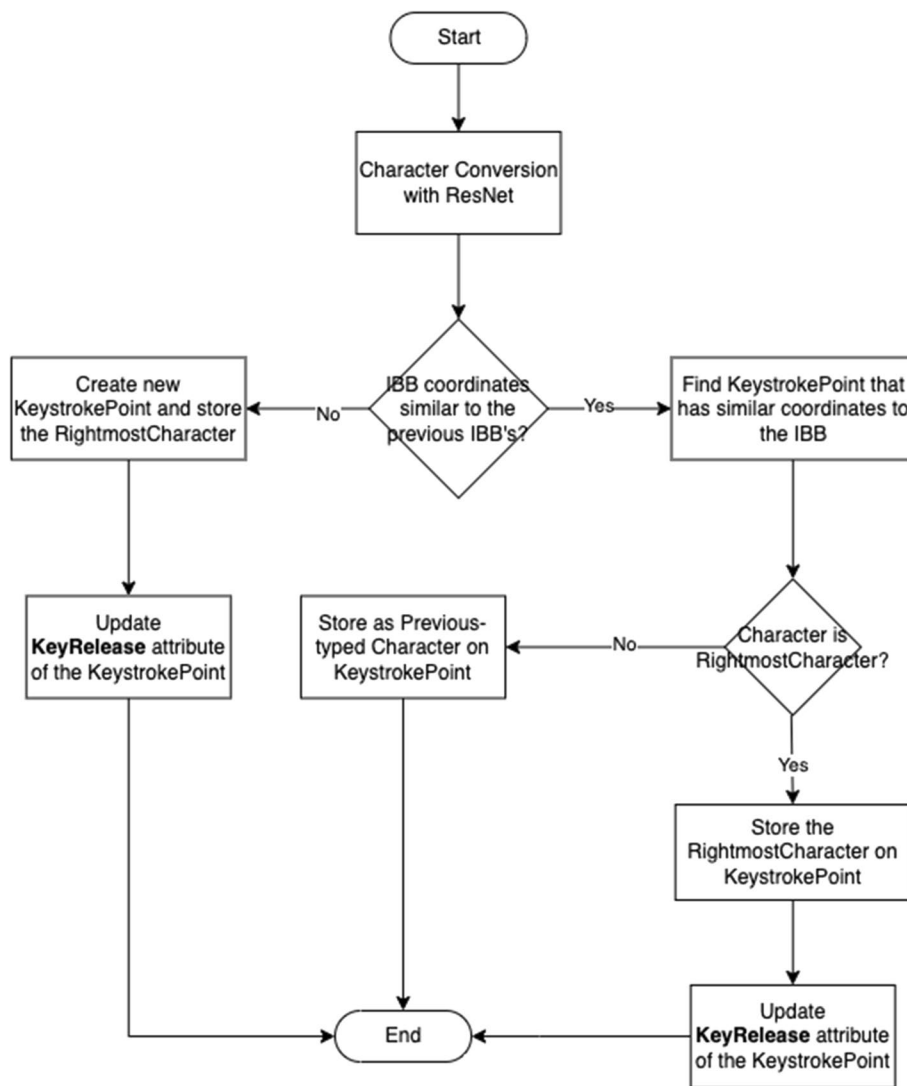 Start
Character Conversion
with ResNet
IBB coordinates
similar to the
previous IBB's?
No
Yes
Create new
KeystrokePoint and store
the RightmostCharacter
Find KeystrokePoint that
has similar coordinates to
the IBB
Update
KeyRelease attribute
of the KeystrokePoint
Store as Previous-
typed Character on
KeystrokePoint
No
Character is
RightmostCharacter?
Yes
Store the
RightmostCharacter on
KeystrokePoint
End
Update
KeyRelease attribute
of the KeystrokePoint